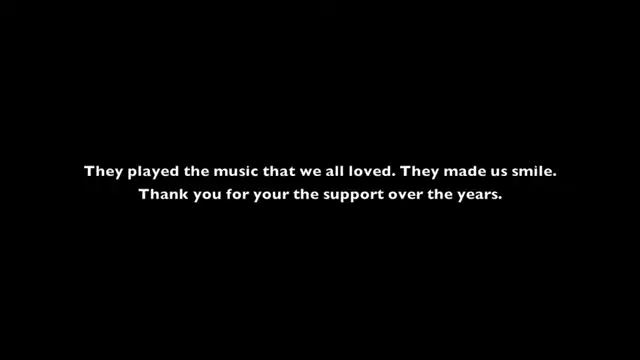 They played the music that we all loved. They made us smile.
Thank you for your the support over the years.